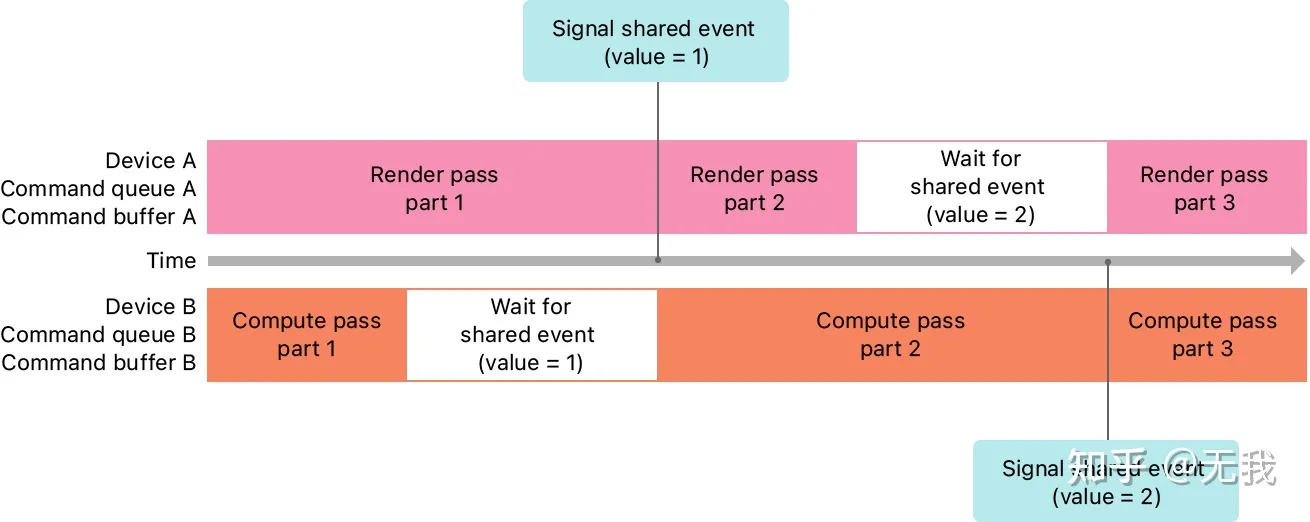 Signal shared event
(value = 1)
Device A
Command queue A
Command buffer A
Render pass
part 1
Render pass
part 2
Wait for
shared event
(value = 2)
Render pass
part 3
Time
Device B
Command queue B
Command buffer B
Compute pass
part 1
Wait for
shared event
(value = 1)
Compute pass
part 2
Compute pass
part 3
Signal shared event
(value = 2)
知乎 @无我